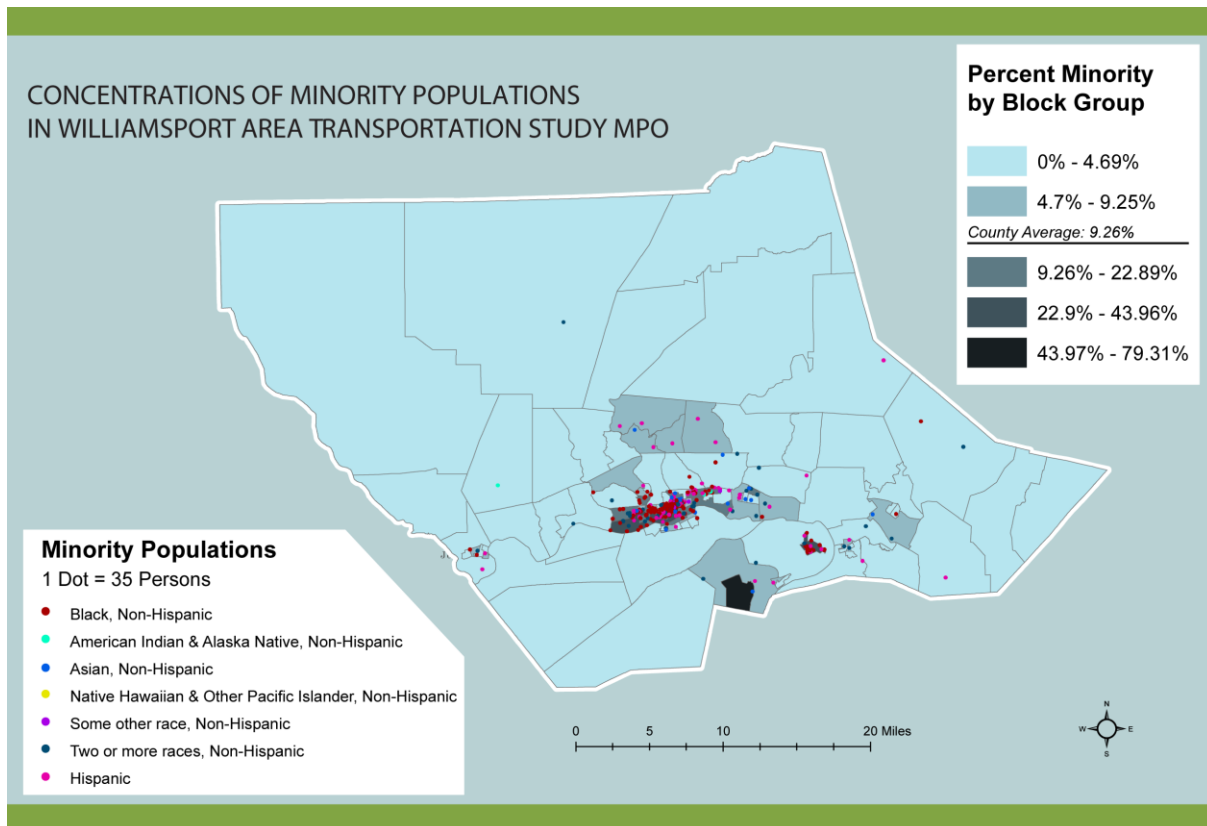 CONCENTRATIONS OF MINORITY POPULATIONS
IN WILLIAMSPORT AREA TRANSPORTATION STUDY MPO
Percent Minority
by Block Group
0% - 4.69%
4.7% - 9.25%
County Average: 9.26%
9.26% - 22.89%
22.9% - 43.96%
43.97% - 79.31%
Minority Populations
1 Dot = 35 Persons
Black, Non-Hispanic
American Indian & Alaska Native, Non-Hispanic
Asian, Non-Hispanic
Native Hawaiian & Other Pacific Islander, Non-Hispanic
Some other race, Non-Hispanic
Two or more races, Non-Hispanic
Hispanic
0 5 10 20 Miles
N
W E
S